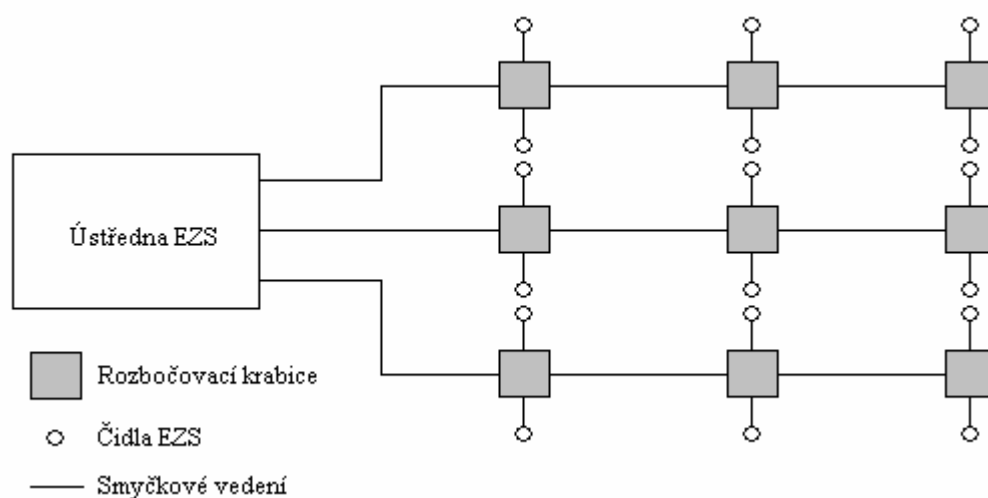 Ústředna EZS
Rozbočovací krabice
Čidla EZS
Smyčkové vedení